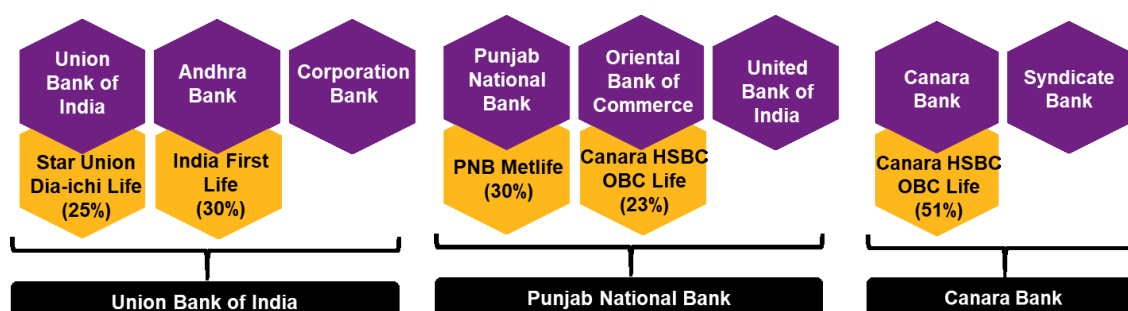 Union
Bank of
India
Andhra
Bank
Corporation
Bank
Star Union
Dia-ichi Life
(25%)
India First
Life
(30%)
Union Bank of India
Punjab
National
Bank
Oriental
Bank of
Commerce
United
Bank of
India
PNB Metlife
(30%)
Canara HSBC
OBC Life
(23%)
Punjab National Bank
Canara
Bank
Syndicate
Bank
Canara HSBC
OBC Life
(51%)
Canara Bank